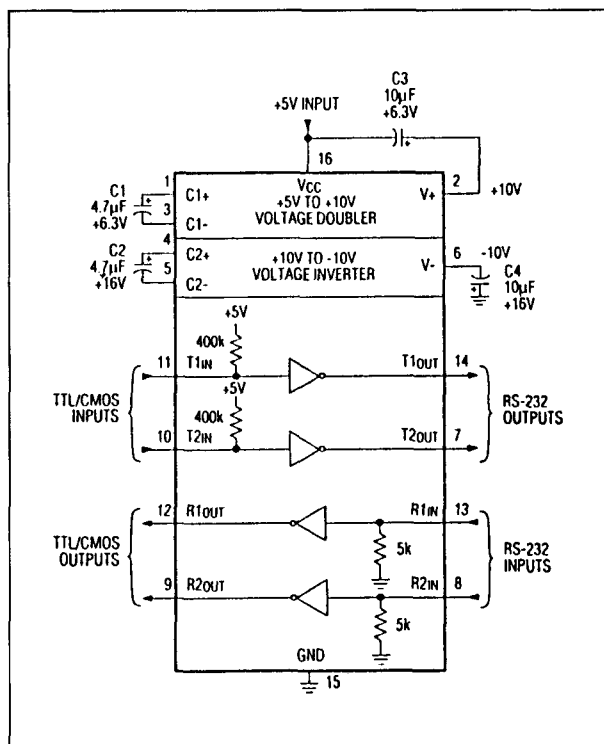 C3
10µF
+6.3V
+5V INPUT
16
+
1
2
VCC
+5V TO +10V
VOLTAGE DOUBLER
C1+
C1-
V+
+10V
C1
4.7µF
+6.3V
+
3
4
C2
4.7µF
+16V
+
5
C2+
C2-
+10V TO -10V
VOLTAGE INVERTER
V-
6
-10V
C4
10µF
+16V
+
+5V
400k
11
T1IN
T1OUT
14
+5V
400k
10
T2IN
T2OUT
7
TTL/CMOS
INPUTS
RS-232
OUTPUTS
12
R1OUT
R1IN
13
5k
9
R2OUT
R2IN
8
5k
TTL/CMOS
OUTPUTS
RS-232
INPUTS
GND
15